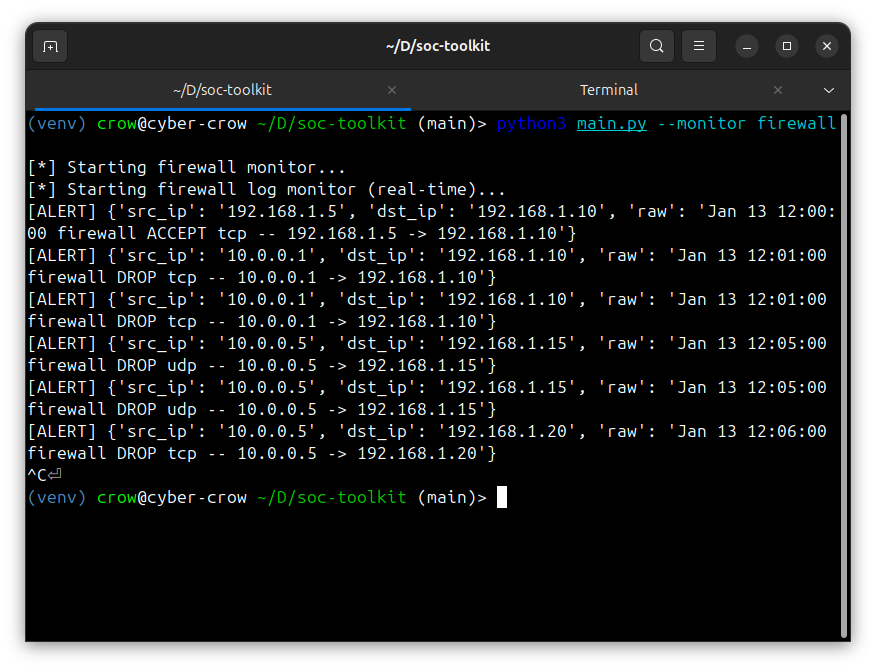 ~/D/soc-toolkit
~/D/soc-toolkit
Terminal
(venv) crow@cyber-crow ~/D/soc-toolkit (main)> python3 main.py --monitor firewall
[*] Starting firewall monitor...
[*] Starting firewall log monitor (real-time)...
[ALERT] {'src_ip': '192.168.1.5', 'dst_ip': '192.168.1.10', 'raw': 'Jan 13 12:00:
00 firewall ACCEPT tcp -- 192.168.1.5 -> 192.168.1.10'}
[ALERT] {'src_ip': '10.0.0.1', 'dst_ip': '192.168.1.10', 'raw': 'Jan 13 12:01:00
firewall DROP tcp -- 10.0.0.1 -> 192.168.1.10'}
[ALERT] {'src_ip': '10.0.0.1', 'dst_ip': '192.168.1.10', 'raw': 'Jan 13 12:01:00
firewall DROP tcp -- 10.0.0.1 -> 192.168.1.10'}
[ALERT] {'src_ip': '10.0.0.5', 'dst_ip': '192.168.1.15', 'raw': 'Jan 13 12:05:00
firewall DROP udp -- 10.0.0.5 -> 192.168.1.15'}
[ALERT] {'src_ip': '10.0.0.5', 'dst_ip': '192.168.1.15', 'raw': 'Jan 13 12:05:00
firewall DROP udp -- 10.0.0.5 -> 192.168.1.15'}
[ALERT] {'src_ip': '10.0.0.5', 'dst_ip': '192.168.1.20', 'raw': 'Jan 13 12:06:00
firewall DROP tcp -- 10.0.0.5 -> 192.168.1.20'}
^C⏎
(venv) crow@cyber-crow ~/D/soc-toolkit (main)>